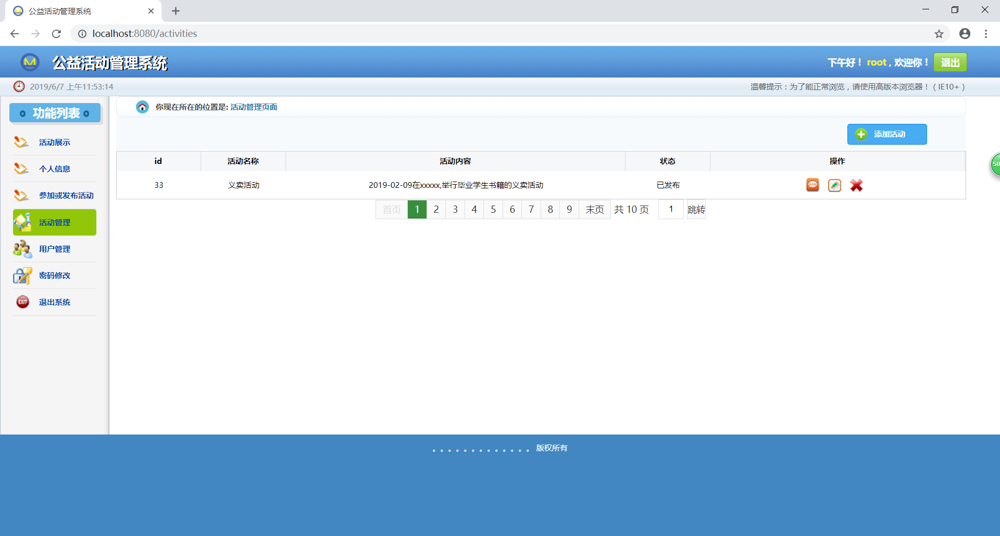 公益活动管理系统
localhost:8080/activities
公益活动管理系统
下午好！ root，欢迎你！ 退出
2019/6/7 上午11:53:14
温馨提示：为了能正常浏览，请使用高版本浏览器！（IE10+）
功能列表
你现在所在的位置是: 活动管理页面
活动展示
个人信息
参加或发布活动
活动管理
用户管理
密码修改
EXIT 退出系统
添加活动
id 活动名称 活动内容 状态 操作
33 义卖活动 2019-02-09在xxxxx,举行毕业学生书籍的义卖活动 已发布
首页 1 2 3 4 5 6 7 8 9 末页 共 10 页 1 跳转
50
。。。。。。。。。。。。。 版权所有